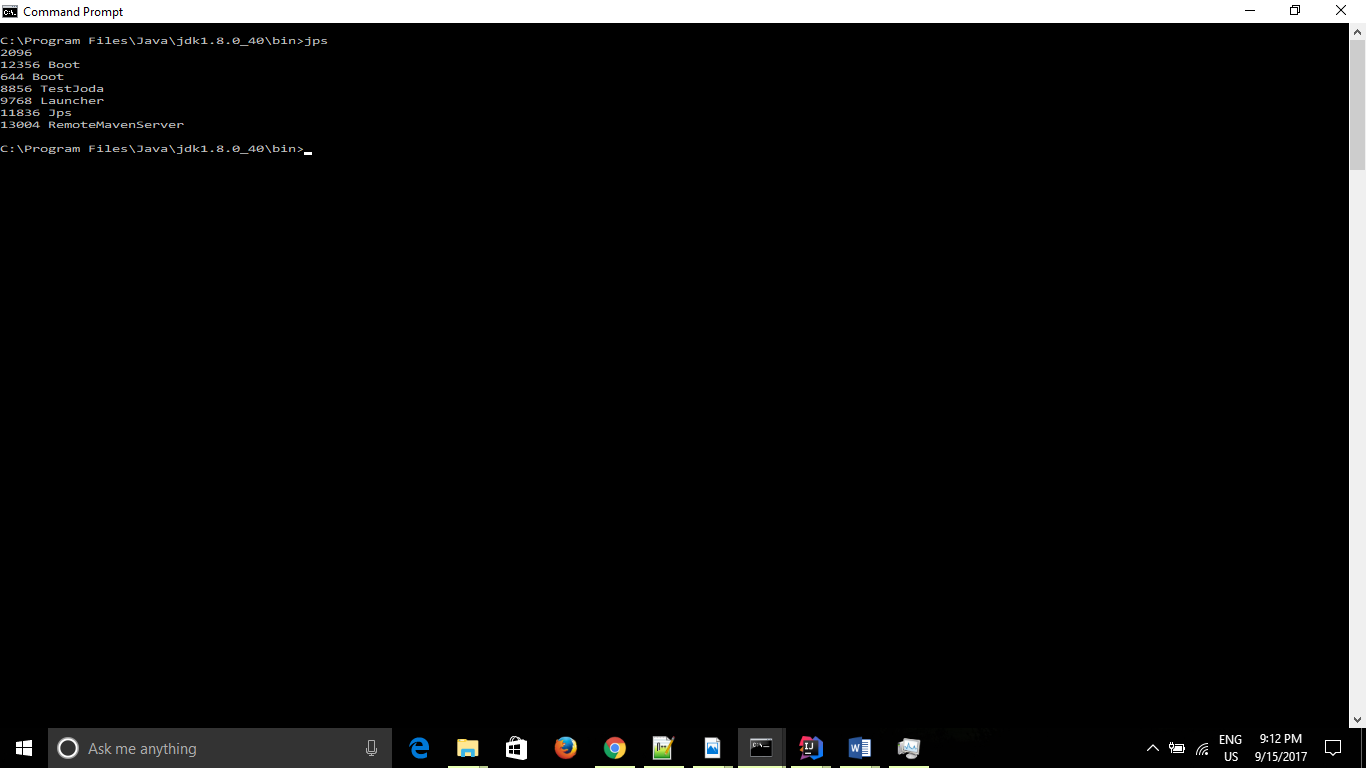 Command Prompt
C:\Program Files\Java\jdk1.8.0_40\bin>jps
2096
12356 Boot
644 Boot
8856 TestJoda
9768 Launcher
11836 Jps
13004 RemoteMavenServer
C:\Program Files\Java\jdk1.8.0_40\bin>
Ask me anything
ENG
US
9:12 PM
9/15/2017